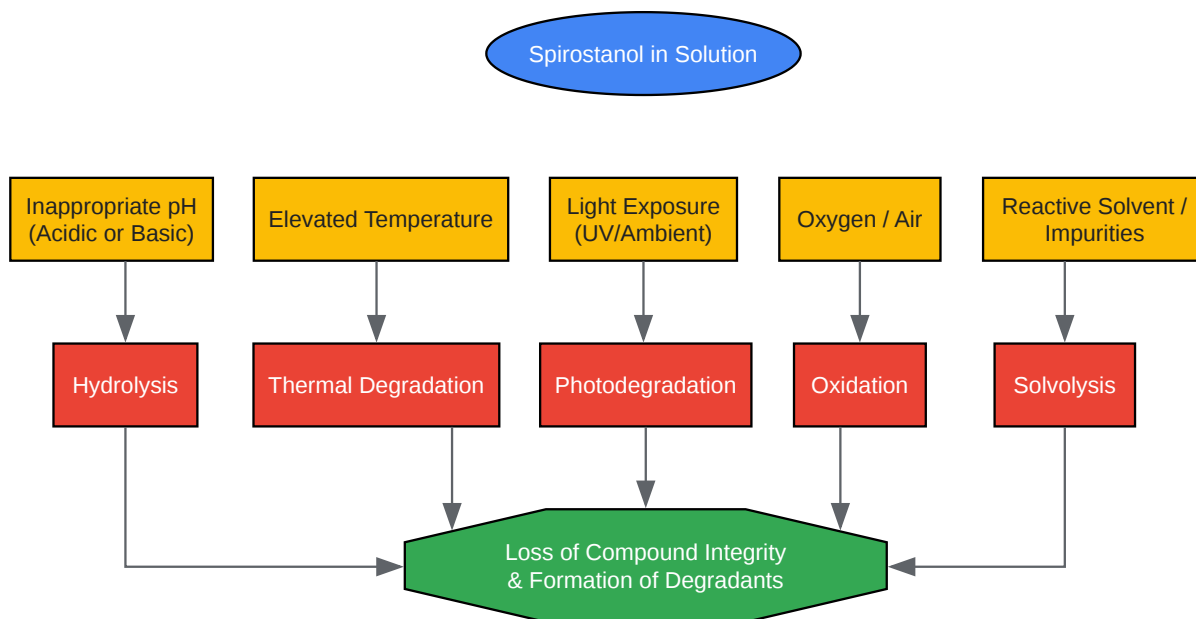 Spirostanol in Solution
Inappropriate pH
(Acidic or Basic)
Elevated Temperature
Light Exposure
(UV/Ambient)
Oxygen / Air
Reactive Solvent /
Impurities
Hydrolysis
Thermal Degradation
Photodegradation
Oxidation
Solvolysis
Loss of Compound Integrity
& Formation of Degradants